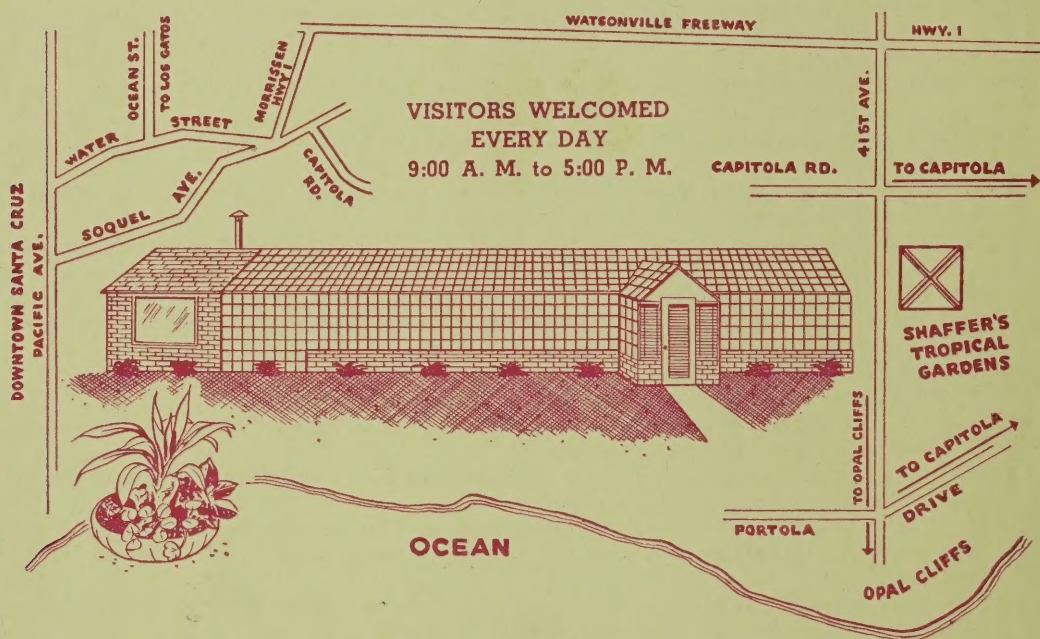 WATSONVILLE FREEWAY
HWY. 1
OCEAN ST.
TO LOS GATOS
MORRISSEN
HWY 1
WATER
STREET
VISITORS WELCOMED
EVERY DAY
9:00 A. M. to 5:00 P. M.
41ST AVE.
CAPITOLA RD.
TO CAPITOLA
CAPITOLA
RD.
SOQUEL
AVE.
DOWNTOWN SANTA CRUZ
PACIFIC AVE.
SHAFFER'S
TROPICAL
GARDENS
TO OPAL CLIFFS
TO CAPITOLA
PORTOLA
DRIVE
OCEAN
OPAL CLIFFS